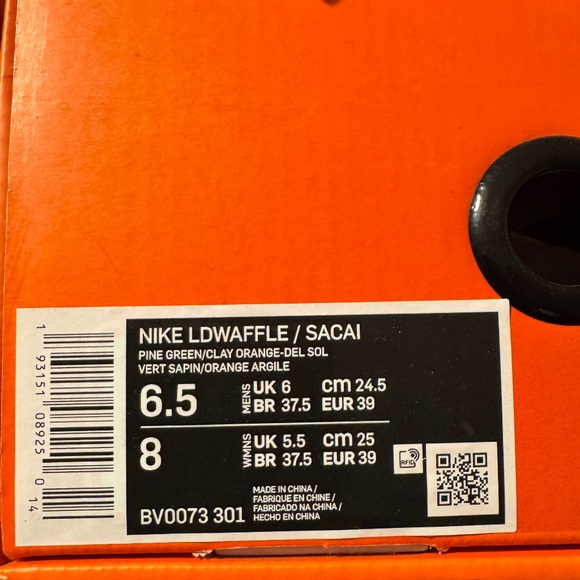 NIKE LDWAFFLE / SACAI
PINE GREEN/CLAY ORANGE-DEL SOL
VERT SAPIN/ORANGE ARGILE
6.5 MENS UK 6 CM 24.5
BR 37.5 EUR 39
8 WMNS UK 5.5 CM 25
BR 37.5 EUR 39
RFID
MADE IN CHINA /
FABRIQUE EN CHINE /
FABRICADO NA CHINA /
HECHO EN CHINA
BV0073 301
1 93151 08925 0 14